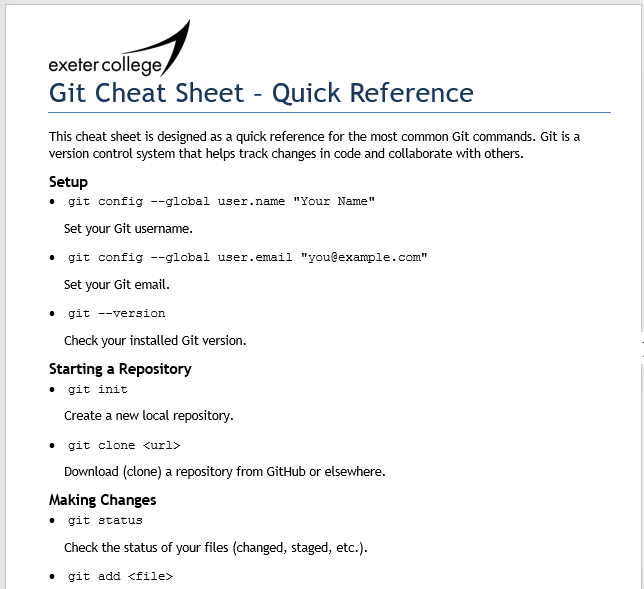 exeter college
Git Cheat Sheet – Quick Reference
This cheat sheet is designed as a quick reference for the most common Git commands. Git is a
version control system that helps track changes in code and collaborate with others.
Setup
• git config --global user.name "Your Name"
Set your Git username.
• git config --global user.email "you@example.com"
Set your Git email.
• git --version
Check your installed Git version.
Starting a Repository
• git init
Create a new local repository.
• git clone <url>
Download (clone) a repository from GitHub or elsewhere.
Making Changes
• git status
Check the status of your files (changed, staged, etc.).
• git add <file>